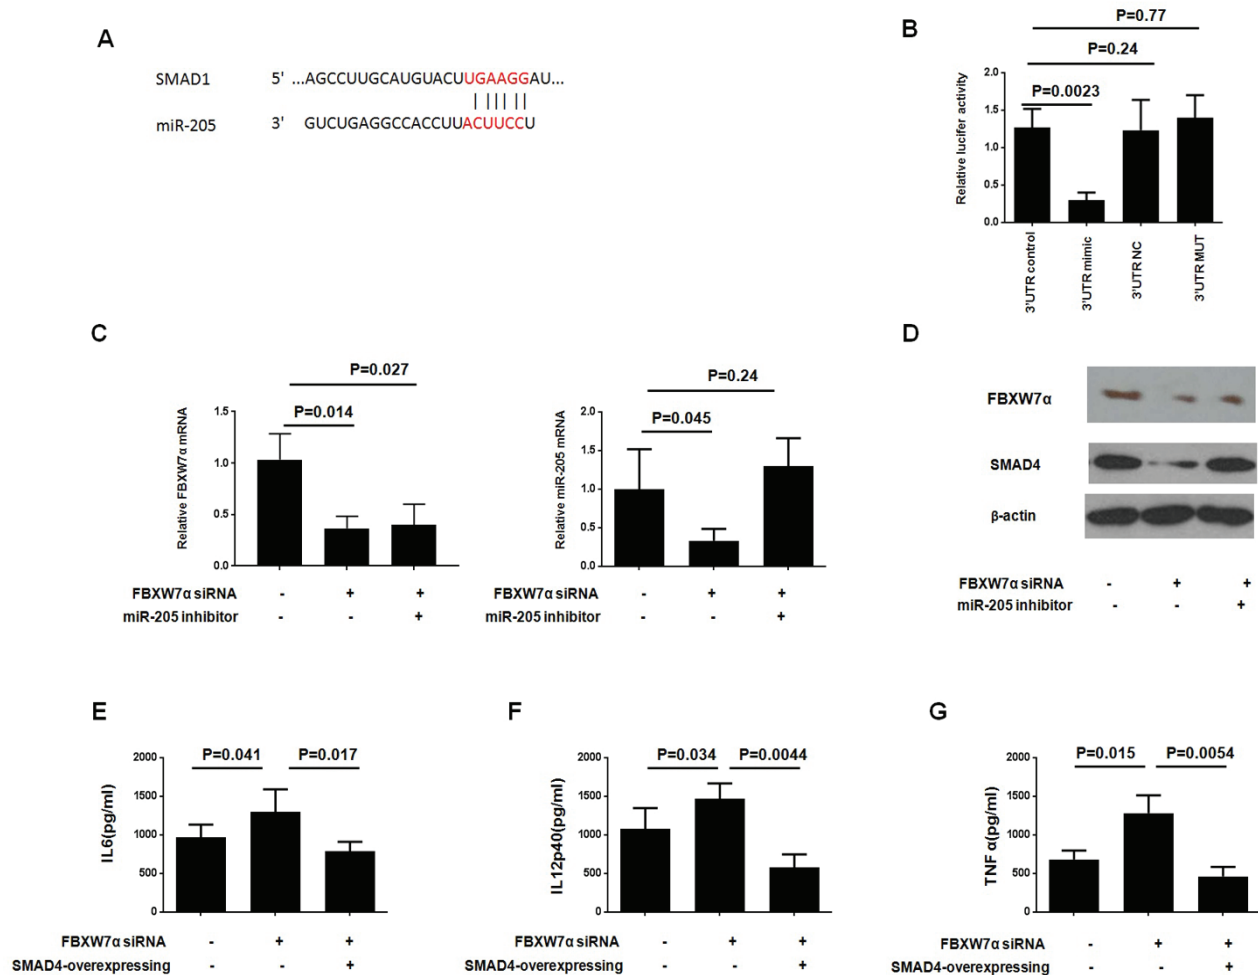 A
SMAD1 5' ...AGCCUUGCAUGUACUUGAAGGAU...
miR-205 3' GUCUGAGGCCACCUUACUUCCU
B
P=0.77
P=0.24
P=0.0023
Relative lucifer activity
2.0
1.5
1.0
0.5
0.0
3'UTR control
3'UTR mimic
3'UTR NC
3'UTR MUT
C
P=0.027
P=0.014
Relative FBXW7α mRNA
1.5
1.0
0.5
0.0
FBXW7α siRNA - + +
miR-205 inhibitor - - +
P=0.24
P=0.045
Relative miR-205 mRNA
2.0
1.5
1.0
0.5
0.0
FBXW7α siRNA - + +
miR-205 inhibitor - - +
D
FBXW7α
SMAD4
β-actin
FBXW7α siRNA - + +
miR-205 inhibitor - - +
E
P=0.041 P=0.017
IL6(pg/ml)
2000
1500
1000
500
0
FBXW7α siRNA - + +
SMAD4-overexpressing - - +
F
P=0.034 P=0.0044
IL12p40(pg/ml)
2000
1500
1000
500
0
FBXW7α siRNA - + +
SMAD4-overexpressing - - +
G
P=0.015 P=0.0054
TNF α(pg/ml)
2000
1500
1000
500
0
FBXW7α siRNA - + +
SMAD4-overexpressing - - +